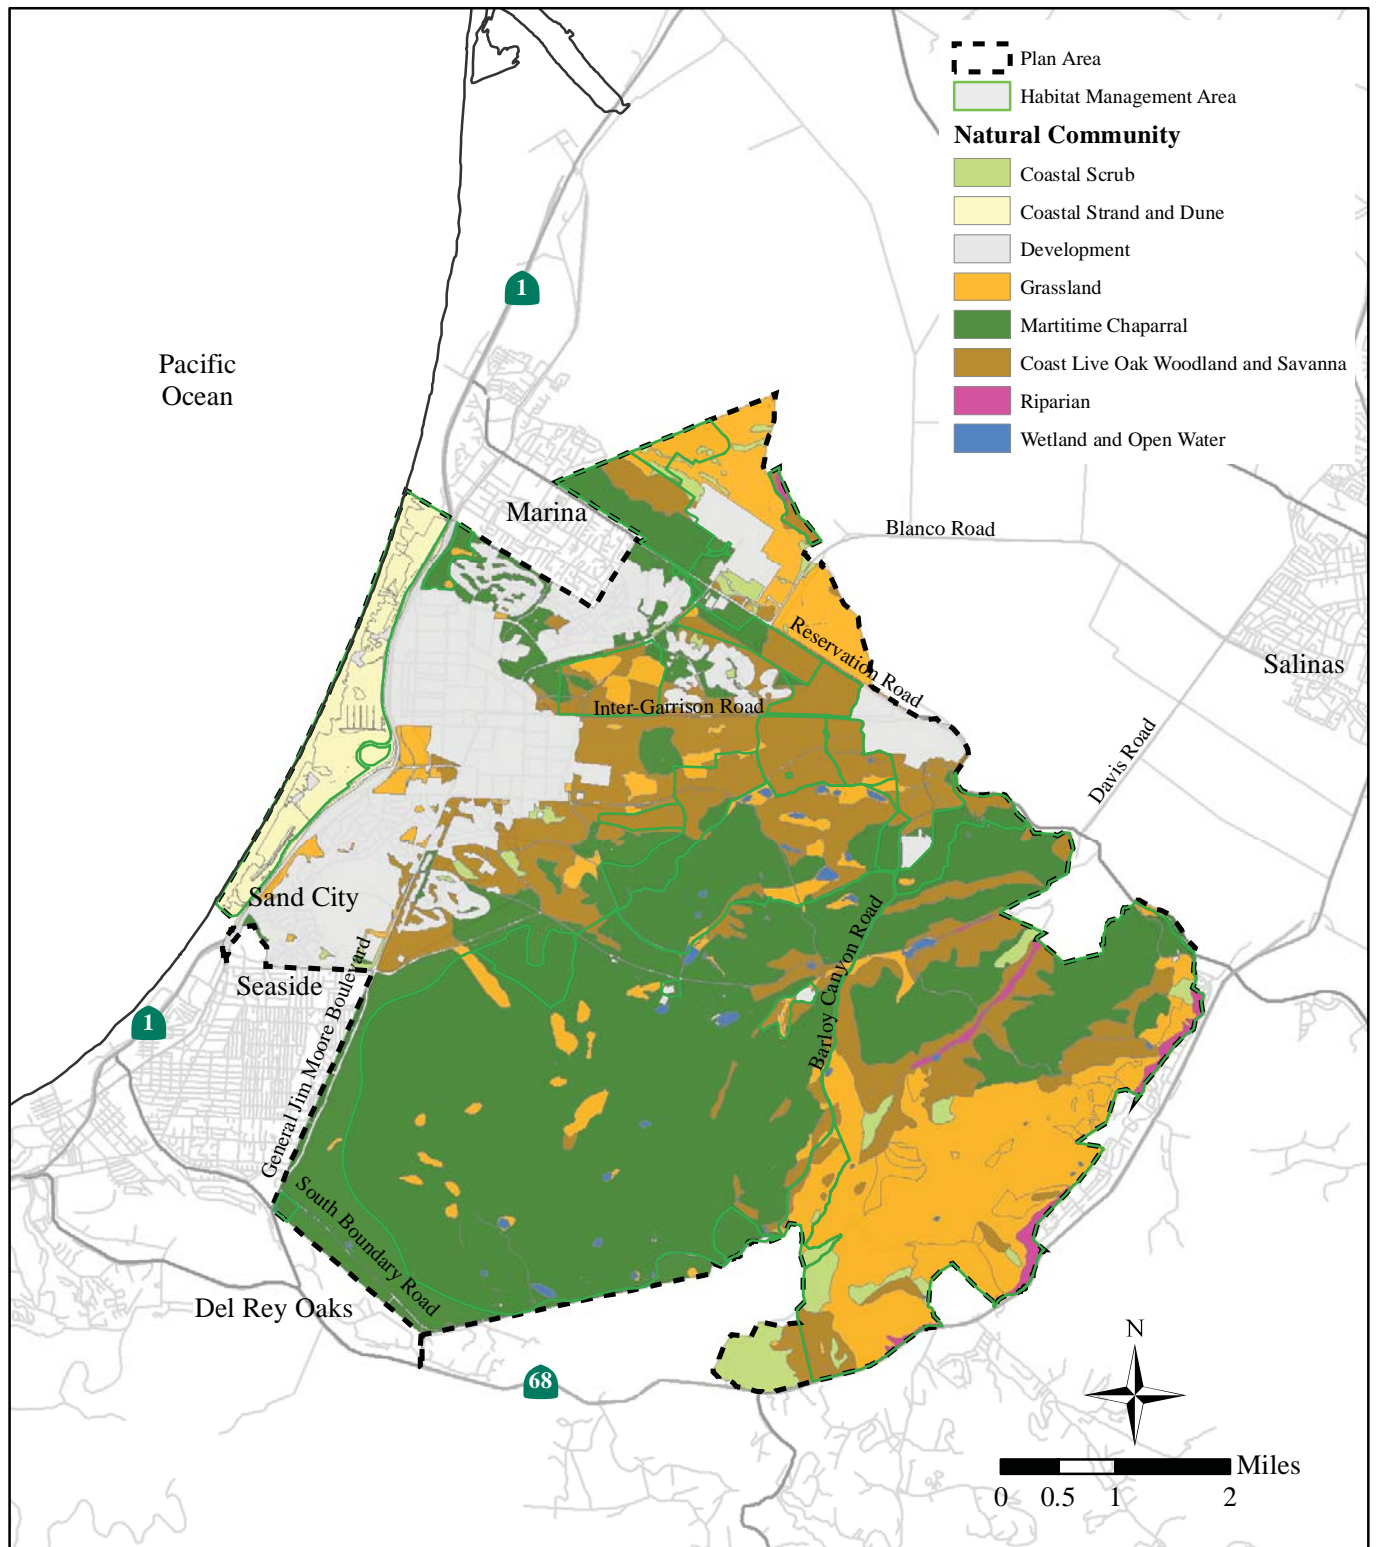 Plan Area
Habitat Management Area
Natural Community
Coastal Scrub
Coastal Strand and Dune
Development
Grassland
Martitime Chaparral
Coast Live Oak Woodland and Savanna
Riparian
Wetland and Open Water
1
Pacific
Ocean
Marina
Blanco Road
Reservation Road
Salinas
Inter-Garrison Road
Davis Road
Sand City
Seaside
General Jim Moore Boulevard
Barloy Canyon Road
1
South Boundary Road
Del Rey Oaks
68
N
Miles
0 0.5 1 2